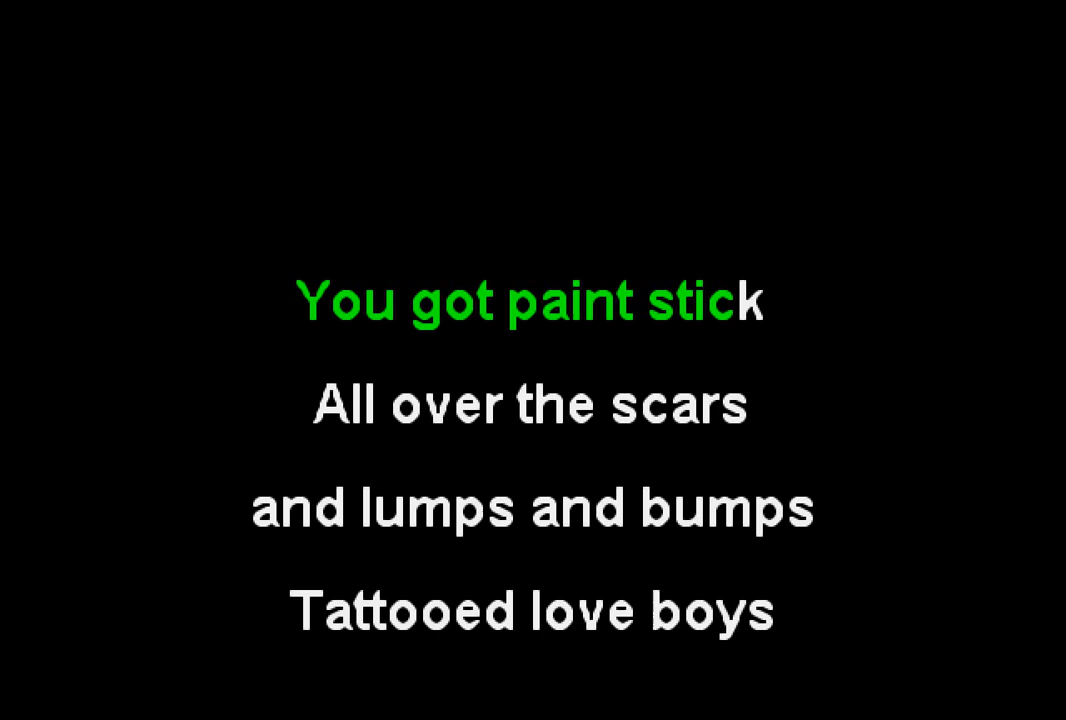 You got paint stick
All over the scars
and lumps and bumps
Tattooed love boys